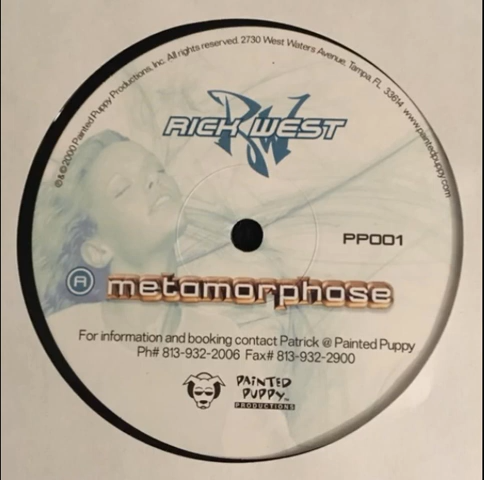 ℗ & © 2000 Painted Puppy Productions, Inc. All rights reserved. 2730 West Waters Avenue, Tampa, FL 33614 www.paintedpuppy.com
RW
RICK WEST
PP001
A metamorphose
For information and booking contact Patrick @ Painted Puppy
Ph# 813-932-2006 Fax# 813-932-2900
PAINTED
PUPPY™
PRODUCTIONS